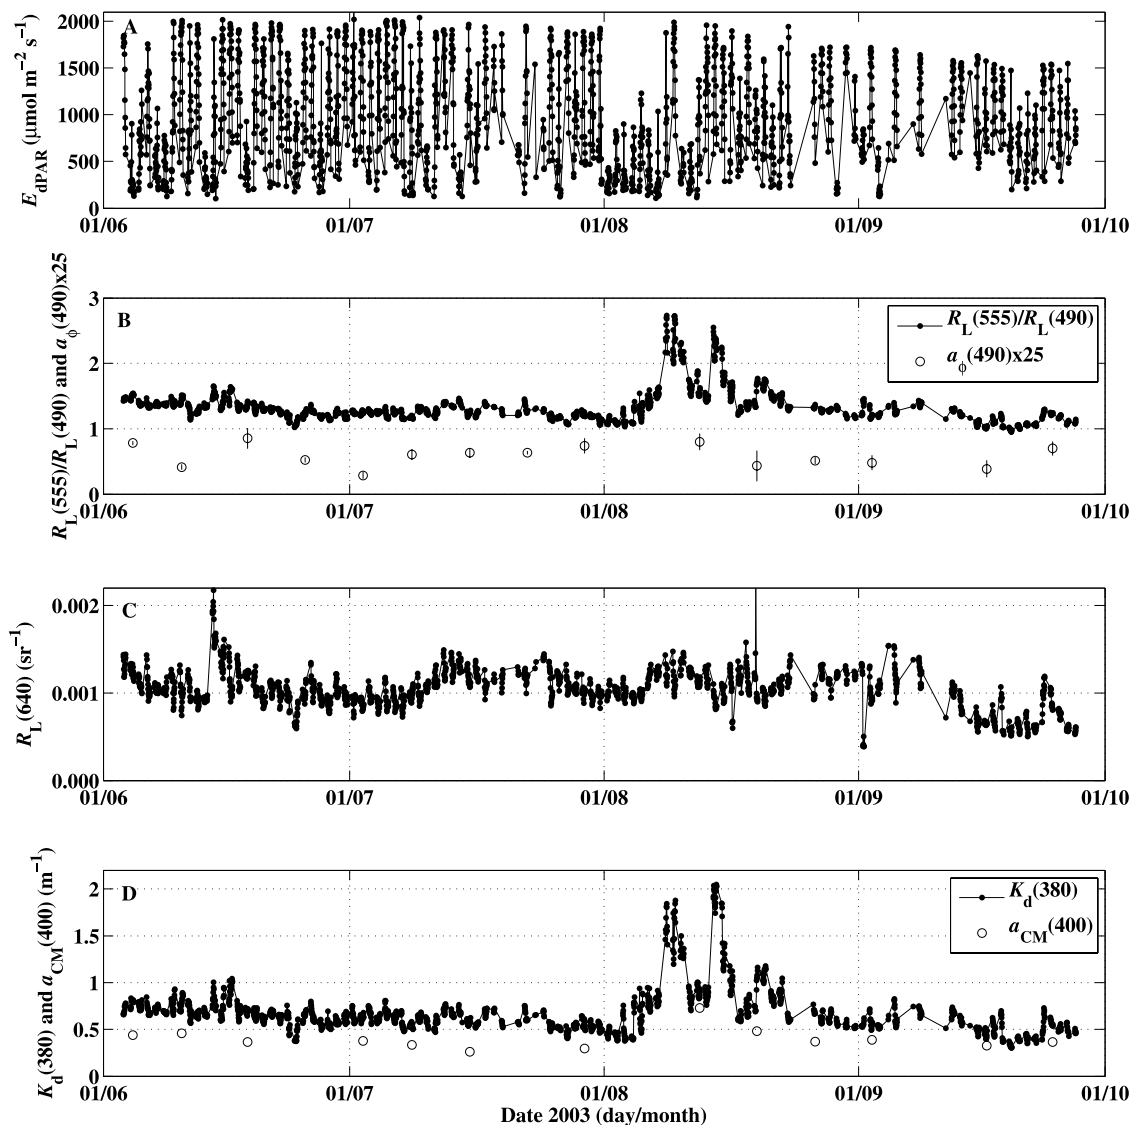 A
2000
1500
1000
500
0
E_dPAR (μmol m⁻² s⁻¹)
01/06 01/07 01/08 01/09 01/10
B
3
2
1
0
R_L(555)/R_L(490) and a_ϕ(490)x25
R_L(555)/R_L(490)
a_ϕ(490)x25
01/06 01/07 01/08 01/09 01/10
C
0.002
0.001
0.000
R_L(640) (sr⁻¹)
01/06 01/07 01/08 01/09 01/10
D
2
1.5
1
0.5
0
K_d(380) and a_CM(400) (m⁻¹)
K_d(380)
a_CM(400)
01/06 01/07 01/08 01/09 01/10
Date 2003 (day/month)